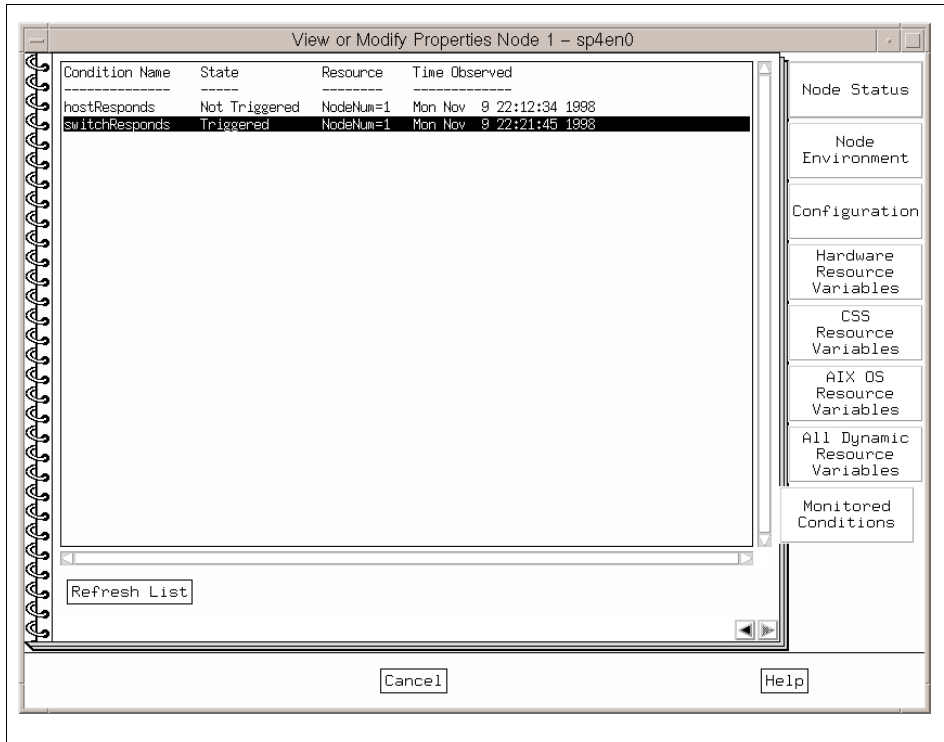 View or Modify Properties Node 1 – sp4en0
Condition Name State Resource Time Observed
--------------- ----- -------- -------------
hostResponds Not Triggered NodeNum=1 Mon Nov 9 22:12:34 1998
switchResponds Triggered NodeNum=1 Mon Nov 9 22:21:45 1998
Node Status
Node
Environment
Configuration
Hardware
Resource
Variables
CSS
Resource
Variables
AIX OS
Resource
Variables
All Dynamic
Resource
Variables
Monitored
Conditions
Refresh List
Cancel
Help